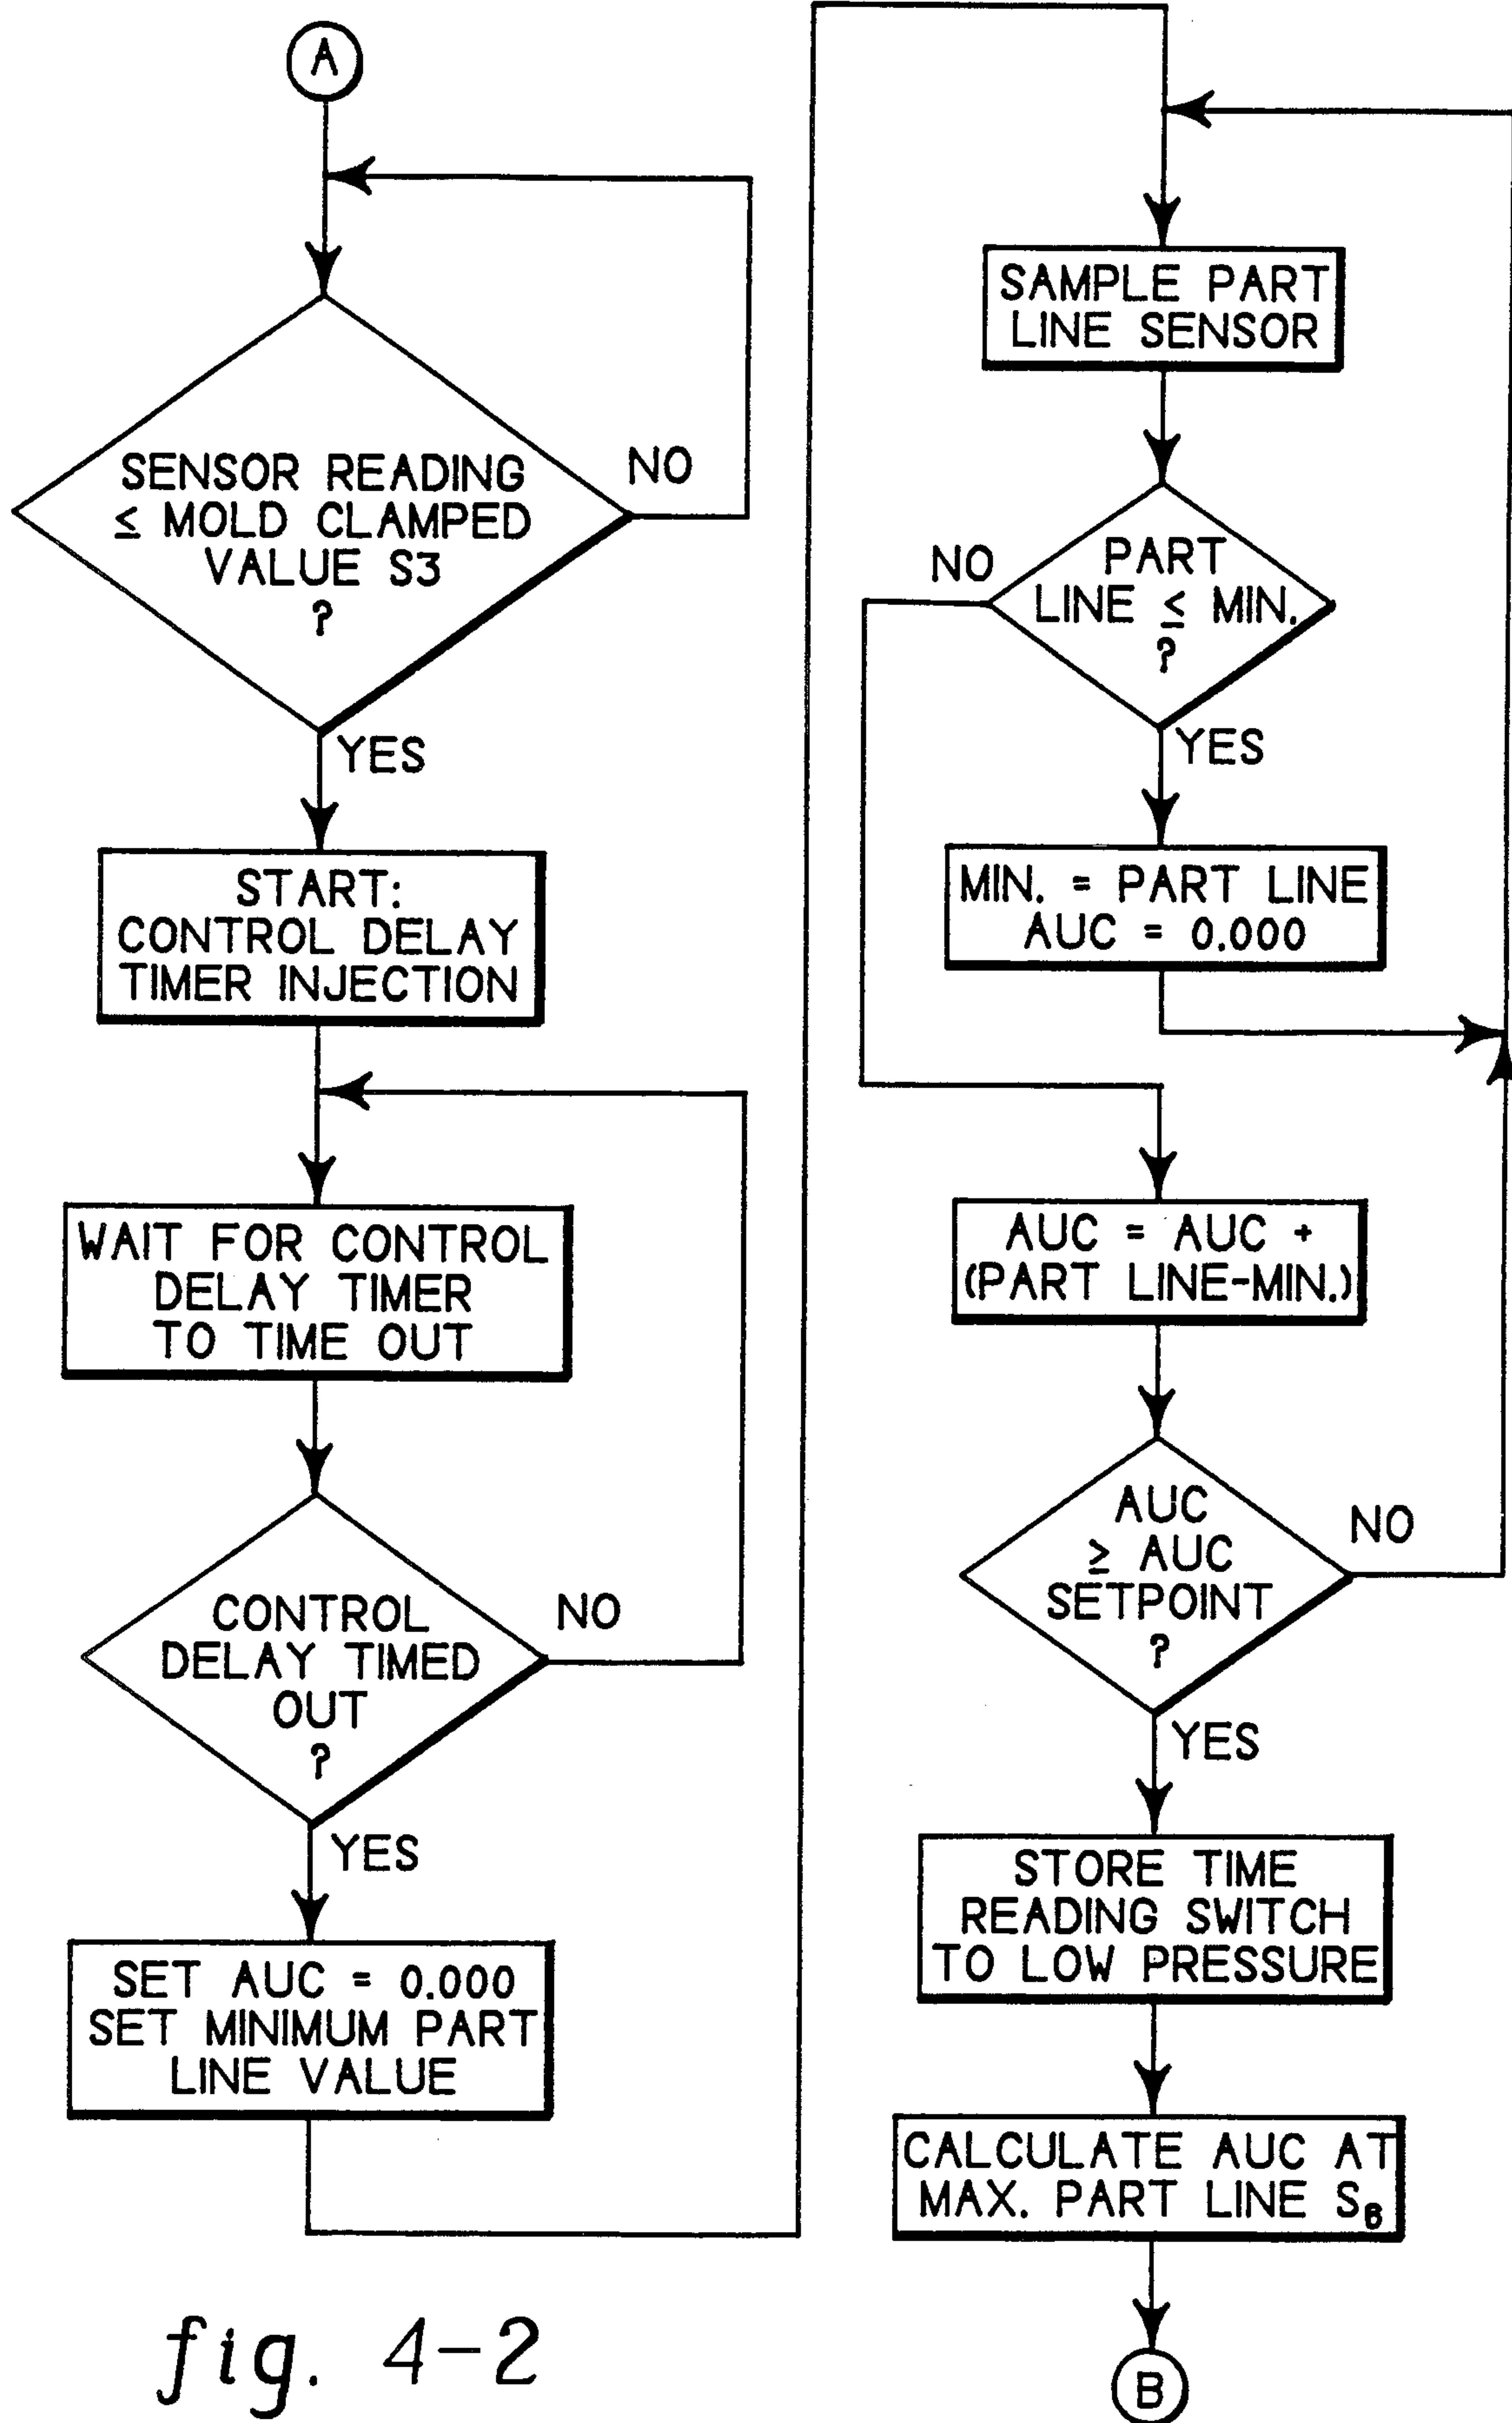 A
SENSOR READING
≤ MOLD CLAMPED
VALUE S3
?
NO
YES
START:
CONTROL DELAY
TIMER INJECTION
WAIT FOR CONTROL
DELAY TIMER
TO TIME OUT
CONTROL
DELAY TIMED
OUT
?
NO
YES
SET AUC = 0.000
SET MINIMUM PART
LINE VALUE
SAMPLE PART
LINE SENSOR
PART
LINE ≤ MIN.
?
NO
YES
MIN. = PART LINE
AUC = 0.000
AUC = AUC +
(PART LINE-MIN.)
AUC
≥ AUC
SETPOINT
?
NO
YES
STORE TIME
READING SWITCH
TO LOW PRESSURE
CALCULATE AUC AT
MAX. PART LINE S6
B
fig. 4-2